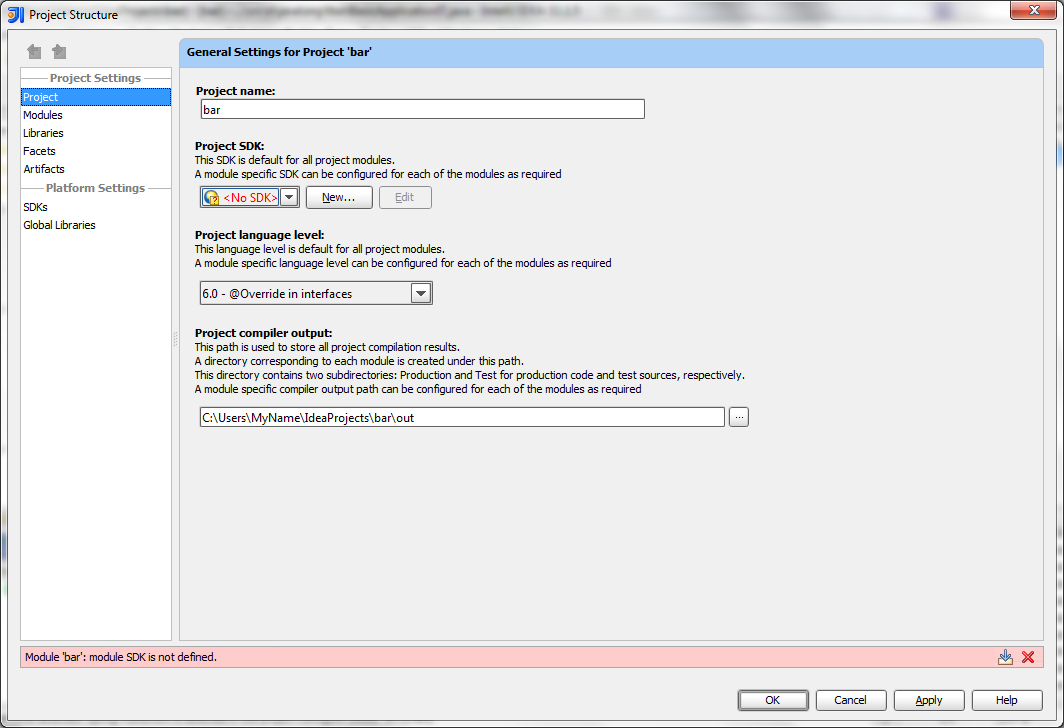 Project Structure
General Settings for Project 'bar'
Project Settings
Project
Modules
Libraries
Facets
Artifacts
Platform Settings
SDKs
Global Libraries
Project name:
bar
Project SDK:
This SDK is default for all project modules.
A module specific SDK can be configured for each of the modules as required
<No SDK>
New...
Edit
Project language level:
This language level is default for all project modules.
A module specific language level can be configured for each of the modules as required
6.0 - @Override in interfaces
Project compiler output:
This path is used to store all project compilation results.
A directory corresponding to each module is created under this path.
This directory contains two subdirectories: Production and Test for production code and test sources, respectively.
A module specific compiler output path can be configured for each of the modules as required
C:\Users\MyName\IdeaProjects\bar\out
...
Module 'bar': module SDK is not defined.
OK
Cancel
Apply
Help